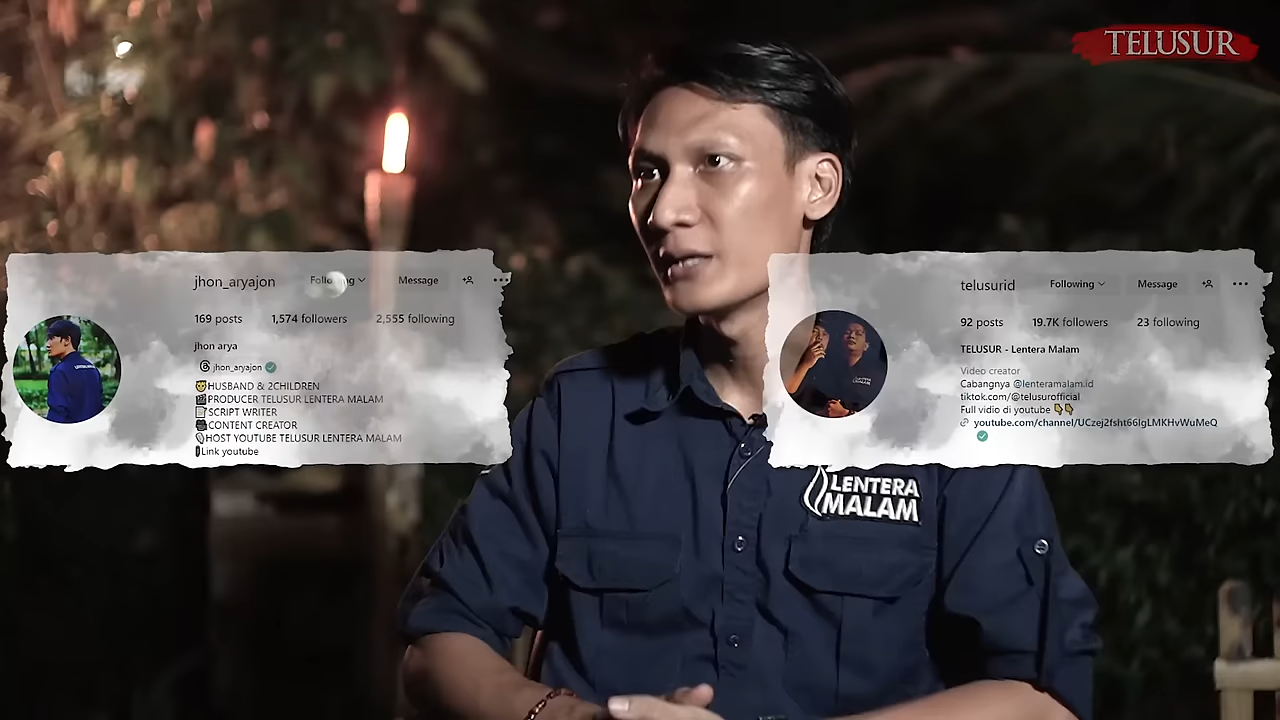 TELUSUR
jhon_aryajon Following Message
169 posts 1,574 followers 2,555 following
jhon arya
jhon_aryajon
HUSBAND & 2CHILDREN
PRODUCER TELUSUR LENTERA MALAM
SCRIPT WRITER
CONTENT CREATOR
HOST YOUTUBE TELUSUR LENTERA MALAM
Link youtube
telusurid Following Message
92 posts 19.7K followers 23 following
TELUSUR - Lentera Malam
Video creator
Cabangnya @lenteramalam.id
tiktok.com/@telusurofficial
Full vidio di youtube 👇👇
youtube.com/channel/UCzej2fsht66IgLMKHvWuMeQ
LENTERA
MALAM